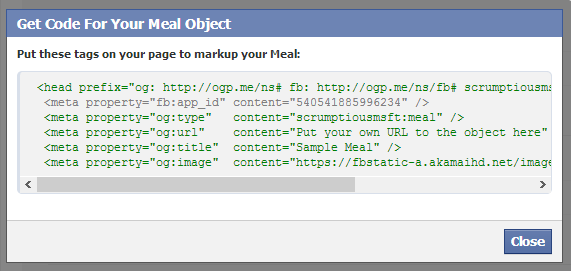 Get Code For Your Meal Object
Put these tags on your page to markup your Meal:
<head prefix="og: http://ogp.me/ns# fb: http://ogp.me/ns/fb# scrumptiousms
<meta property="fb:app_id" content="540541885996234" />
<meta property="og:type"   content="scrumptiousmsft:meal" />
<meta property="og:url"    content="Put your own URL to the object here"
<meta property="og:title"  content="Sample Meal" />
<meta property="og:image"  content="https://fbstatic-a.akamaihd.net/image
Close